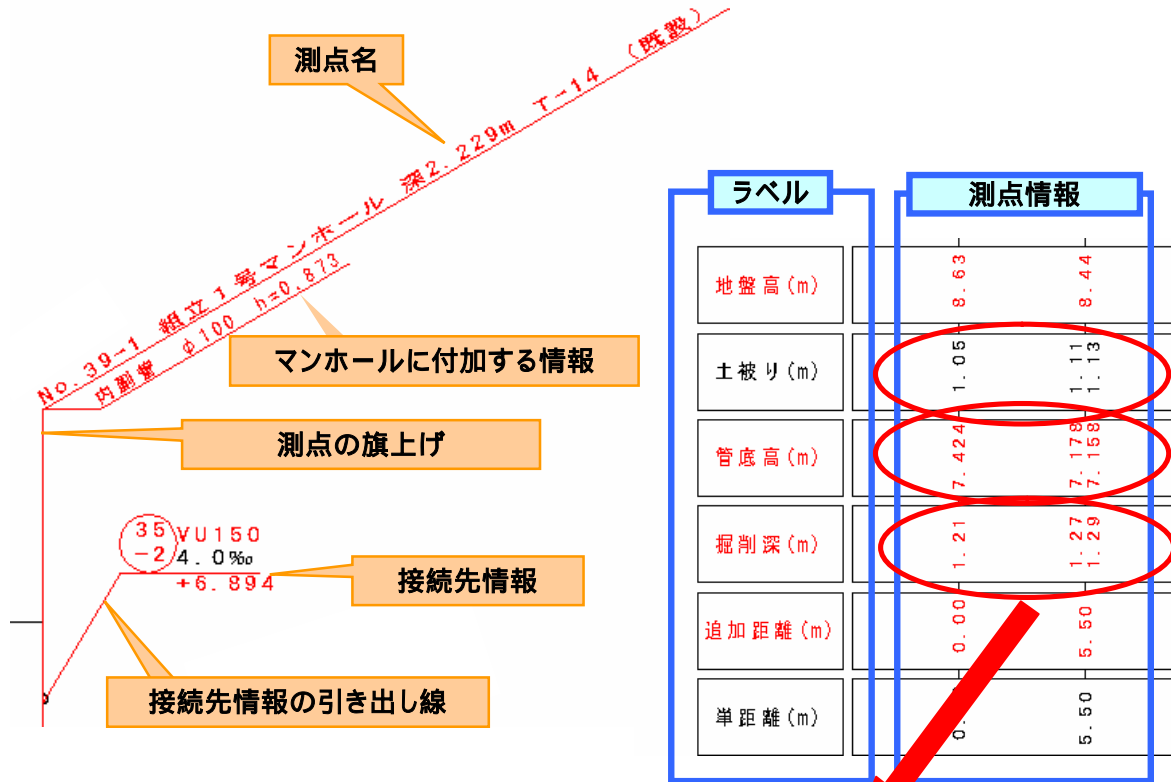 測点名
No.39-1 組立1号マンホール 深2.229m T-14 (既設)
内副管 φ100 h=0.873
マンホールに付加する情報
測点の旗上げ
35
-2
VU150
4.0‰
+6.894
接続先情報
接続先情報の引き出し線
ラベル
測点情報
地盤高(m)
8.63
8.44
土被り(m)
1.05
1.11
1.13
管底高(m)
7.424
7.178
7.158
掘削深(m)
1.21
1.27
1.29
追加距離(m)
0.00
5.50
単距離(m)
5.50